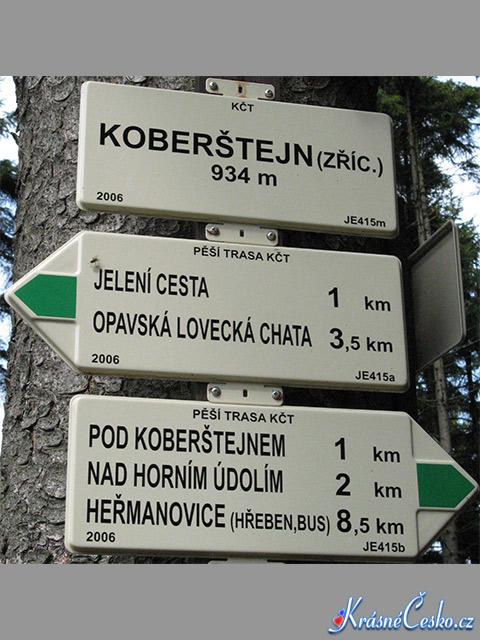 KČT
KOBERŠTEJN (ZŘÍC.)
934 m
2006 JE415m
PĚŠÍ TRASA KČT
JELENÍ CESTA 1 km
OPAVSKÁ LOVECKÁ CHATA 3,5 km
2006 JE415a
PĚŠÍ TRASA KČT
POD KOBERŠTEJNEM 1 km
NAD HORNÍM ÚDOLÍM 2 km
HEŘMANOVICE (HŘEBEN,BUS) 8,5 km
2006 JE415b
KrásnéČesko.cz